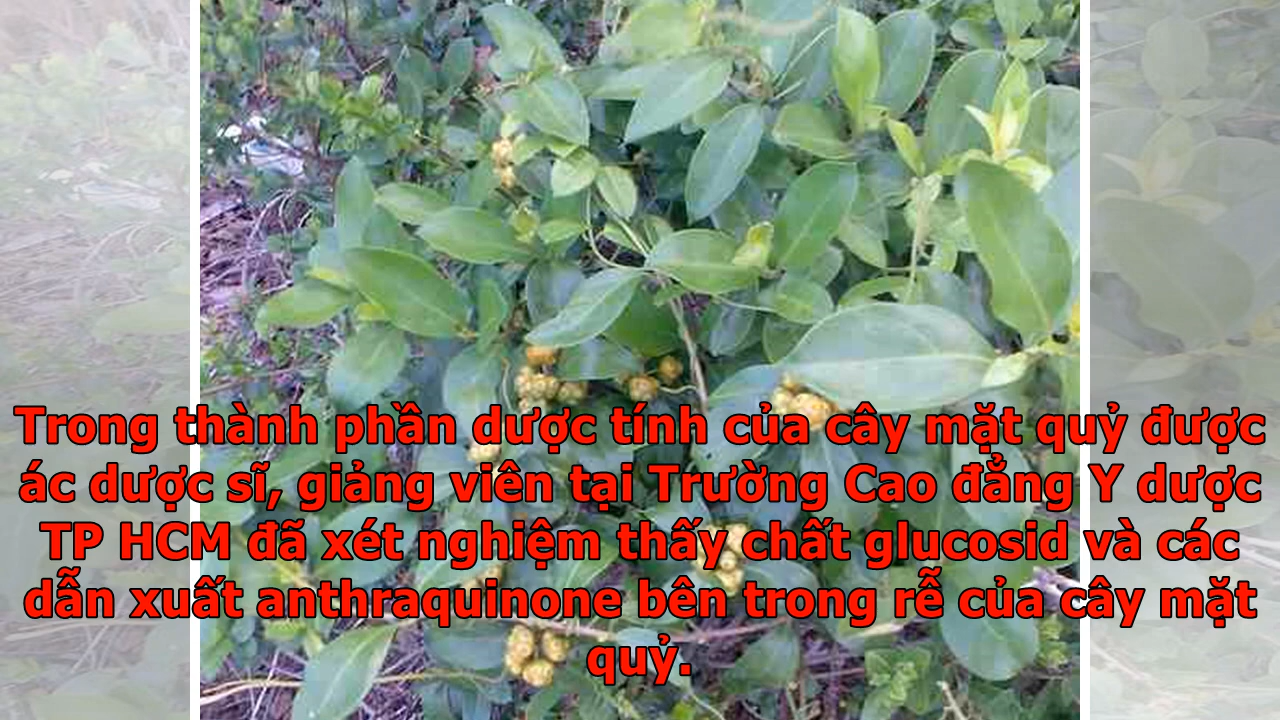 Trong thành phần dược tính của cây mặt quỷ được
ác dược sĩ, giảng viên tại Trường Cao đẳng Y dược
TP HCM đã xét nghiệm thấy chất glucosid và các
dẫn xuất anthraquinone bên trong rễ của cây mặt
quỷ.